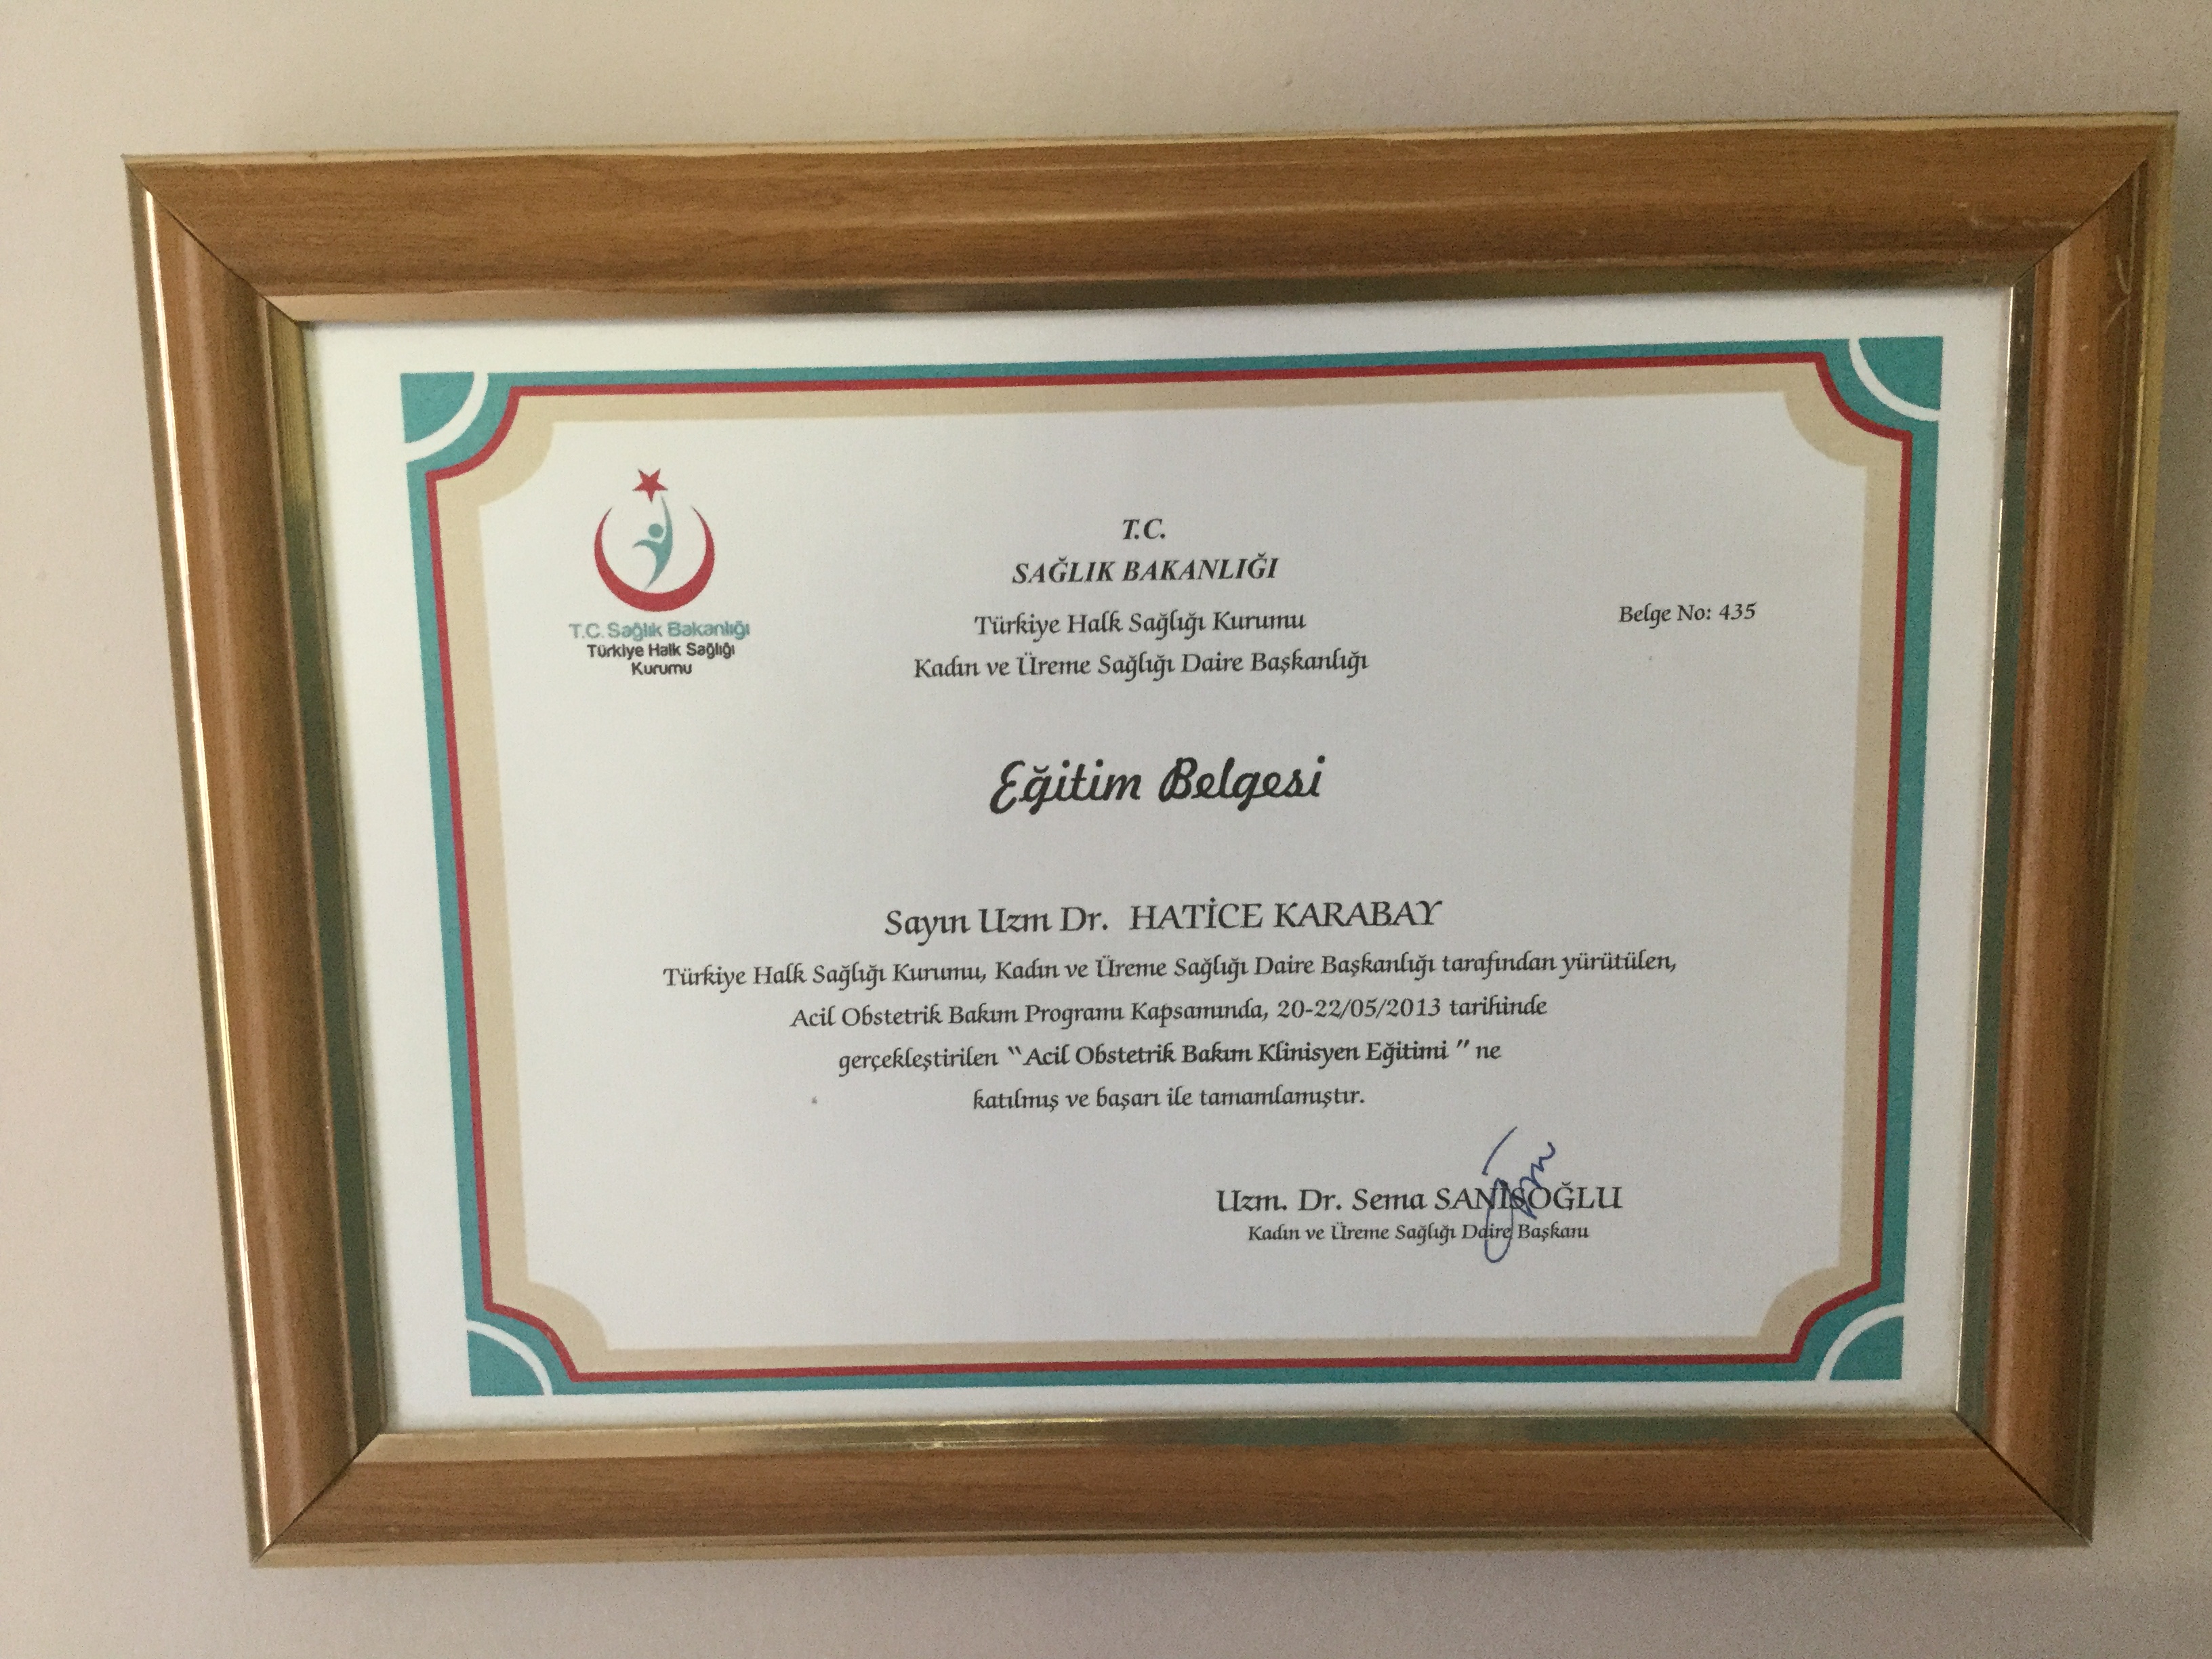 T.C. Sağlık Bakanlığı
Türkiye Halk Sağlığı
Kurumu
T.C.
SAĞLIK BAKANLIĞI
Türkiye Halk Sağlığı Kurumu
Kadın ve Üreme Sağlığı Daire Başkanlığı
Belge No: 435
Eğitim Belgesi
Sayın Uzm Dr. HATİCE KARABAY
Türkiye Halk Sağlığı Kurumu, Kadın ve Üreme Sağlığı Daire Başkanlığı tarafından yürütülen,
Acil Obstetrik Bakım Programı Kapsamında, 20-22/05/2013 tarihinde
gerçekleştirilen "Acil Obstetrik Bakım Klinisyen Eğitimi" ne
katılmış ve başarı ile tamamlamıştır.
Uzm. Dr. Sema SANİSOĞLU
Kadın ve Üreme Sağlığı Daire Başkanı